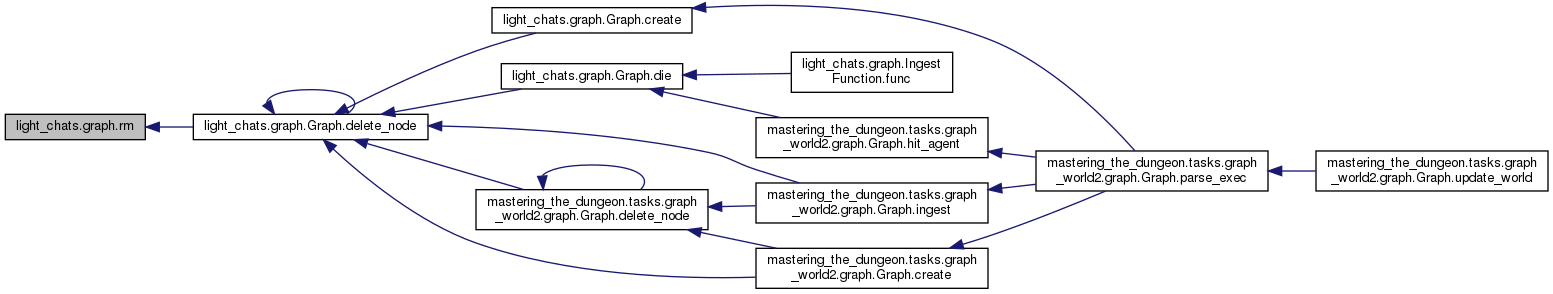 light_chats.graph.rm
light_chats.graph.Graph.delete_node
light_chats.graph.Graph.create
light_chats.graph.Graph.die
mastering_the_dungeon.tasks.graph
_world2.graph.Graph.delete_node
light_chats.graph.Ingest
Function.func
mastering_the_dungeon.tasks.graph
_world2.graph.Graph.hit_agent
mastering_the_dungeon.tasks.graph
_world2.graph.Graph.ingest
mastering_the_dungeon.tasks.graph
_world2.graph.Graph.create
mastering_the_dungeon.tasks.graph
_world2.graph.Graph.parse_exec
mastering_the_dungeon.tasks.graph
_world2.graph.Graph.update_world